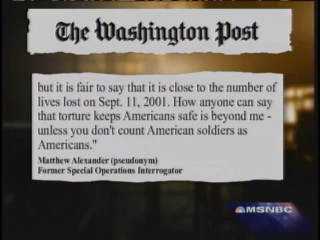 The Washington Post
but it is fair to say that it is close to the number of
lives lost on Sept. 11, 2001. How anyone can say
that torture keeps Americans safe is beyond me -
unless you don't count American soldiers as
Americans."
Matthew Alexander (pseudonym)
Former Special Operations Interrogator
MSNBC